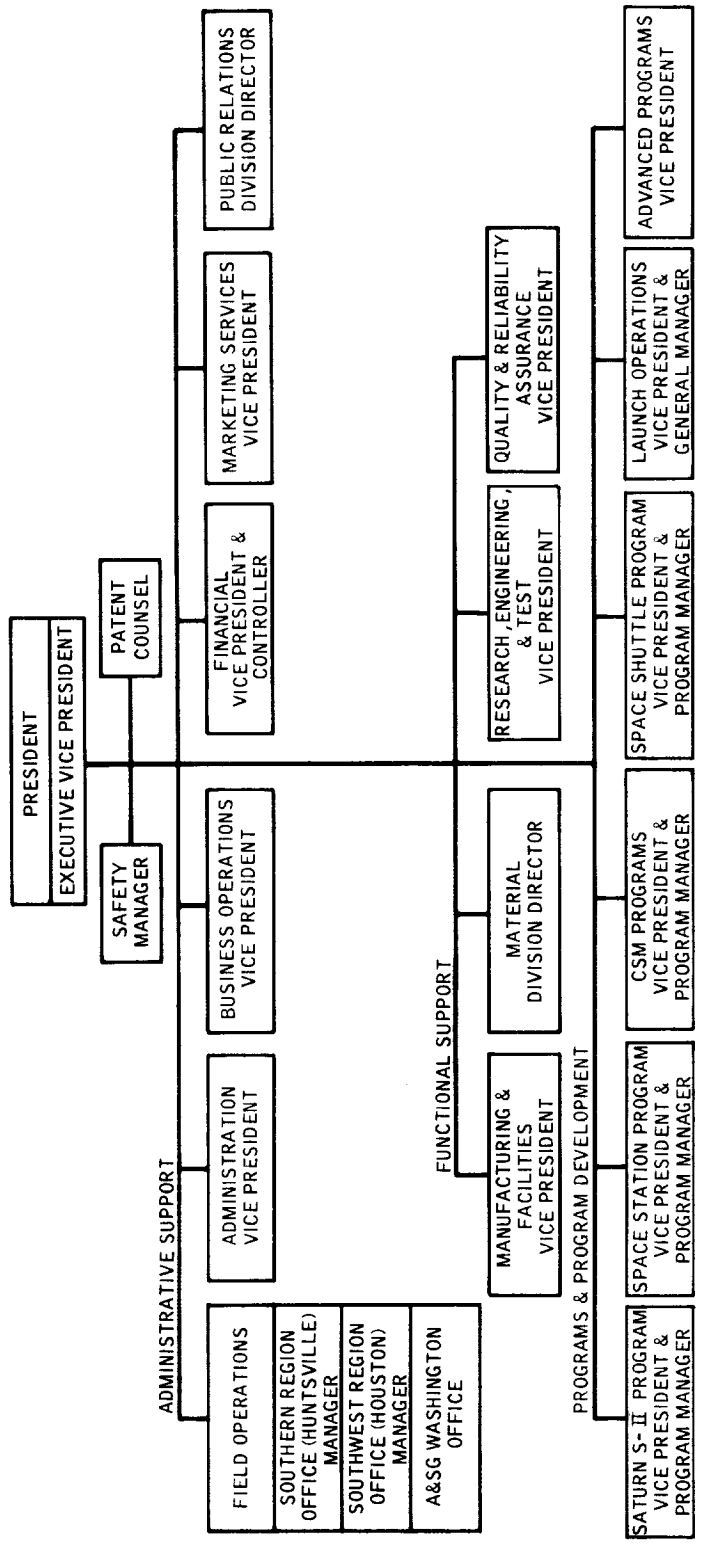 PRESIDENT
EXECUTIVE VICE PRESIDENT
SAFETY
MANAGER
PATENT
COUNSEL
ADMINISTRATIVE SUPPORT
FIELD OPERATIONS
SOUTHERN REGION
OFFICE (HUNTSVILLE)
MANAGER
SOUTHWEST REGION
OFFICE (HOUSTON)
MANAGER
A&SG WASHINGTON
OFFICE
ADMINISTRATION
VICE PRESIDENT
BUSINESS OPERATIONS
VICE PRESIDENT
FINANCIAL
VICE PRESIDENT &
CONTROLLER
MARKETING SERVICES
VICE PRESIDENT
PUBLIC RELATIONS
DIVISION DIRECTOR
FUNCTIONAL SUPPORT
MANUFACTURING &
FACILITIES
VICE PRESIDENT
MATERIAL
DIVISION DIRECTOR
RESEARCH, ENGINEERING,
& TEST
VICE PRESIDENT
QUALITY & RELIABILITY
ASSURANCE
VICE PRESIDENT
PROGRAMS & PROGRAM DEVELOPMENT
SATURN S-II PROGRAM
VICE PRESIDENT &
PROGRAM MANAGER
SPACE STATION PROGRAM
VICE PRESIDENT &
PROGRAM MANAGER
CSM PROGRAMS
VICE PRESIDENT &
PROGRAM MANAGER
SPACE SHUTTLE PROGRAM
VICE PRESIDENT &
PROGRAM MANAGER
LAUNCH OPERATIONS
VICE PRESIDENT &
GENERAL MANAGER
ADVANCED PROGRAMS
VICE PRESIDENT